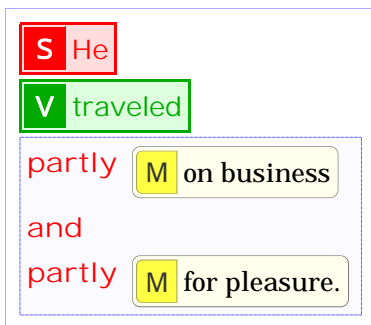 S He
V traveled
partly M on business
and
partly M for pleasure.